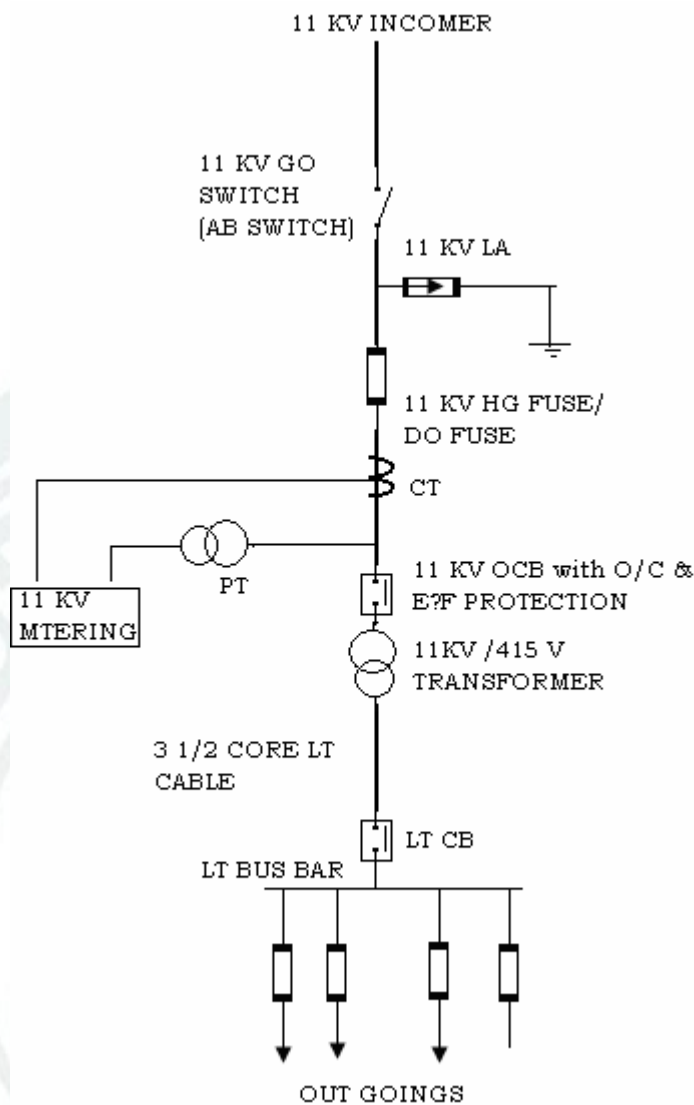 11 KV INCOMER
11 KV GO
SWITCH
(AB SWITCH)
11 KV LA
11 KV HG FUSE/
DO FUSE
CT
PT
11 KV
MTERING
11 KV OCB with O/C &
E?F PROTECTION
11KV /415 V
TRANSFORMER
3 1/2 CORE LT
CABLE
LT CB
LT BUS BAR
OUT GOINGS